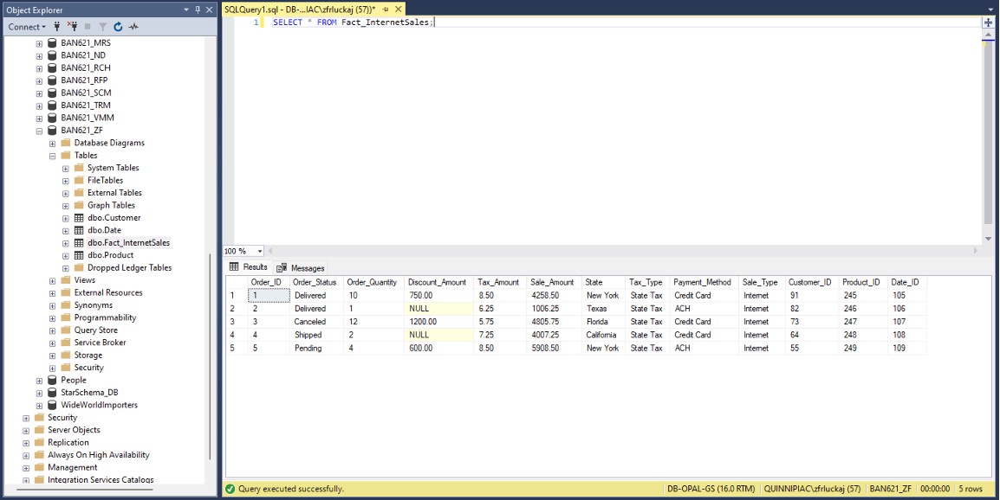 Object Explorer
Connect
BAN621_MRS
BAN621_ND
BAN621_RCH
BAN621_RFP
BAN621_SCM
BAN621_TRM
BAN621_VMM
BAN621_ZF
Database Diagrams
Tables
System Tables
FileTables
External Tables
Graph Tables
dbo.Customer
dbo.Date
dbo.Fact_InternetSales
dbo.Product
Dropped Ledger Tables
Views
External Resources
Synonyms
Programmability
Query Store
Service Broker
Storage
Security
People
StarSchema_DB
WideWorldImporters
Security
Server Objects
Replication
Always On High Availability
Management
Integration Services Catalogs
SQLQuery1.sql - DB-...IAC\zfrluckaj (57))*
1 SELECT * FROM Fact_InternetSales;
100 %
Results Messages
Order_ID Order_Status Order_Quantity Discount_Amount Tax_Amount Sale_Amount State Tax_Type Payment_Method Sale_Type Customer_ID Product_ID Date_ID
1 1 Delivered 10 750.00 8.50 4258.50 New York State Tax Credit Card Internet 91 245 105
2 2 Delivered 1 NULL 6.25 1006.25 Texas State Tax ACH Internet 82 246 106
3 3 Canceled 12 1200.00 5.75 4805.75 Florida State Tax Credit Card Internet 73 247 107
4 4 Shipped 2 NULL 7.25 4007.25 California State Tax Credit Card Internet 64 248 108
5 5 Pending 4 600.00 8.50 5908.50 New York State Tax ACH Internet 55 249 109
Query executed successfully. DB-OPAL-GS (16.0 RTM) QUINNIPIAC\zfrluckaj (57) BAN621_ZF 00:00:00 5 rows